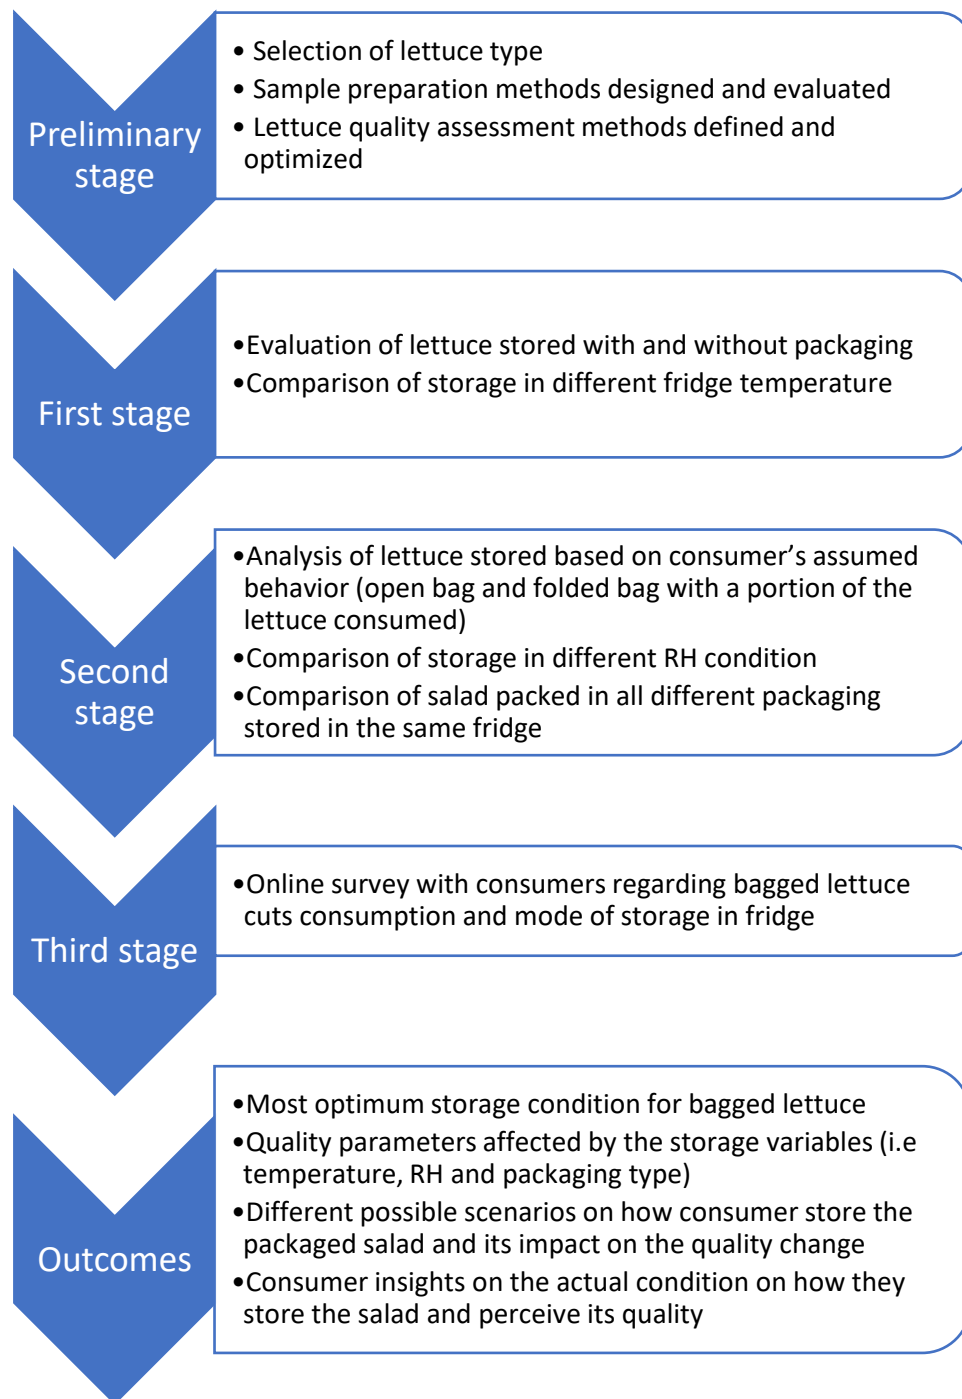 Preliminary
stage
• Selection of lettuce type
• Sample preparation methods designed and evaluated
• Lettuce quality assessment methods defined and
optimized
First stage
•Evaluation of lettuce stored with and without packaging
•Comparison of storage in different fridge temperature
Second
stage
•Analysis of lettuce stored based on consumer’s assumed
behavior (open bag and folded bag with a portion of the
lettuce consumed)
•Comparison of storage in different RH condition
•Comparison of salad packed in all different packaging
stored in the same fridge
Third stage
•Online survey with consumers regarding bagged lettuce
cuts consumption and mode of storage in fridge
Outcomes
•Most optimum storage condition for bagged lettuce
•Quality parameters affected by the storage variables (i.e
temperature, RH and packaging type)
•Different possible scenarios on how consumer store the
packaged salad and its impact on the quality change
•Consumer insights on the actual condition on how they
store the salad and perceive its quality